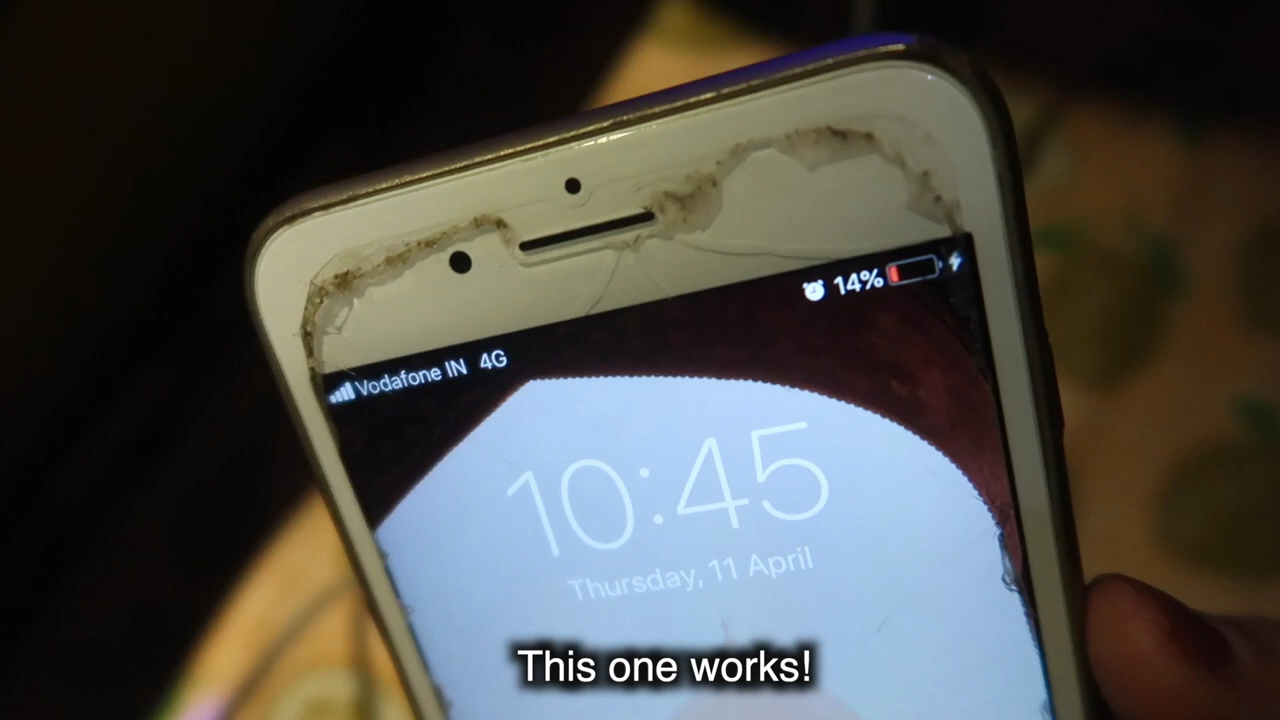 14%
Vodafone IN 4G
10:45
Thursday, 11 April
This one works!